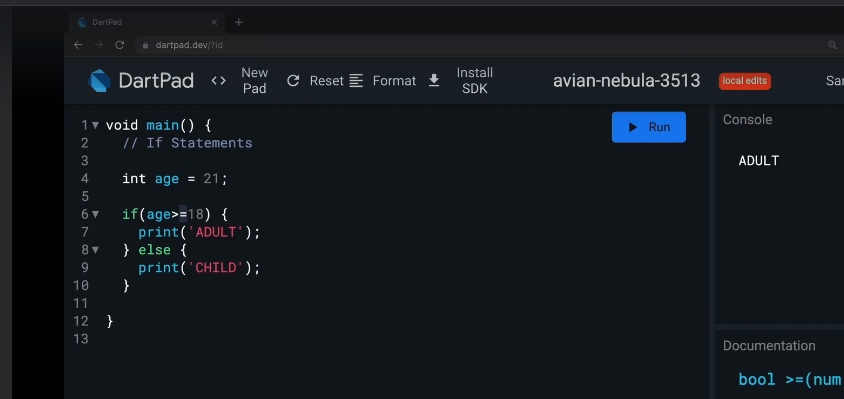 DartPad
dartpad.dev/?id
DartPad <> New Pad Reset Format Install SDK avian-nebula-3513 local edits
Run
Console
ADULT
1 void main() {
2 // If Statements
3
4 int age = 21;
5
6 if(age>=18) {
7 print('ADULT');
8 } else {
9 print('CHILD');
10 }
11
12 }
13
Documentation
bool >=(num